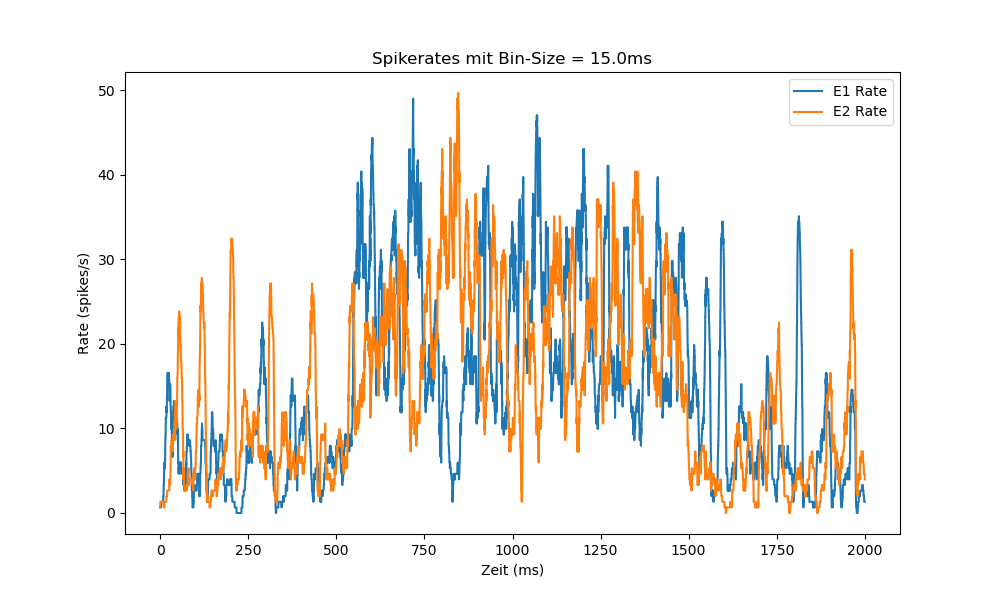 Spikerates mit Bin-Size = 15.0ms
E1 Rate
E2 Rate
50
40
30
20
10
0
Rate (spikes/s)
0 250 500 750 1000 1250 1500 1750 2000
Zeit (ms)